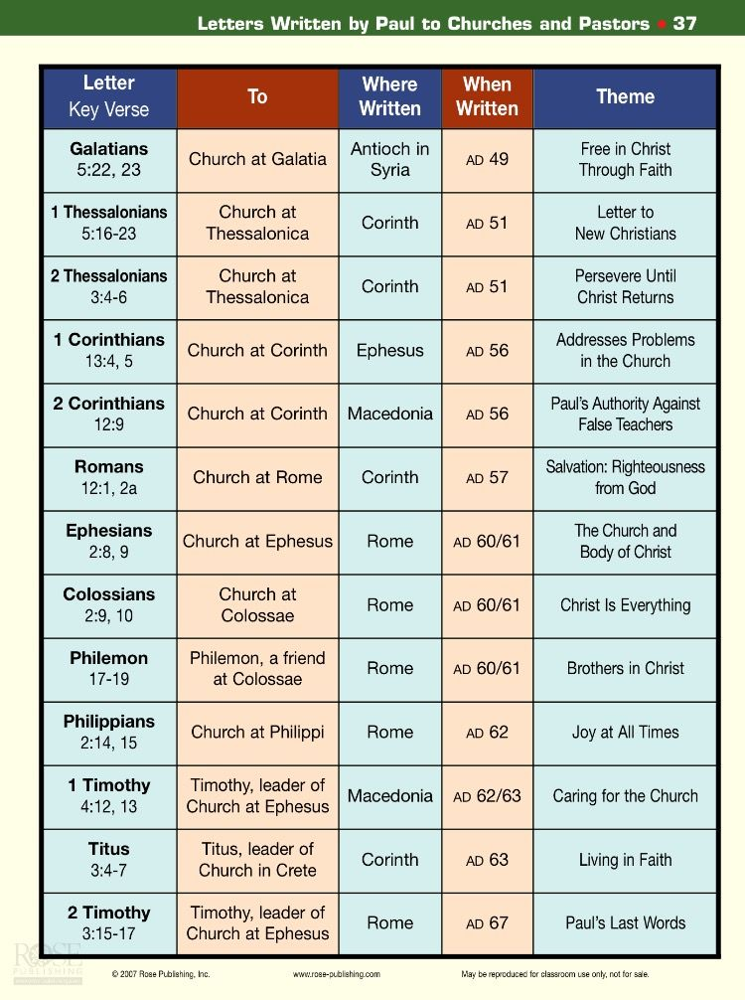 Letters Written by Paul to Churches and Pastors • 37
Letter
Key Verse
To
Where
Written
When
Written
Theme
Galatians
5:22, 23
Church at Galatia
Antioch in
Syria
AD 49
Free in Christ
Through Faith
1 Thessalonians
5:16-23
Church at
Thessalonica
Corinth
AD 51
Letter to
New Christians
2 Thessalonians
3:4-6
Church at
Thessalonica
Corinth
AD 51
Persevere Until
Christ Returns
1 Corinthians
13:4, 5
Church at Corinth
Ephesus
AD 56
Addresses Problems
in the Church
2 Corinthians
12:9
Church at Corinth
Macedonia
AD 56
Paul's Authority Against
False Teachers
Romans
12:1, 2a
Church at Rome
Corinth
AD 57
Salvation: Righteousness
from God
Ephesians
2:8, 9
Church at Ephesus
Rome
AD 60/61
The Church and
Body of Christ
Colossians
2:9, 10
Church at
Colossae
Rome
AD 60/61
Christ Is Everything
Philemon
17-19
Philemon, a friend
at Colossae
Rome
AD 60/61
Brothers in Christ
Philippians
2:14, 15
Church at Philippi
Rome
AD 62
Joy at All Times
1 Timothy
4:12, 13
Timothy, leader of
Church at Ephesus
Macedonia
AD 62/63
Caring for the Church
Titus
3:4-7
Titus, leader of
Church in Crete
Corinth
AD 63
Living in Faith
2 Timothy
3:15-17
Timothy, leader of
Church at Ephesus
Rome
AD 67
Paul's Last Words
ROSE
PUBLISHING
www.rose-publishing.com
© 2007 Rose Publishing, Inc.
www.rose-publishing.com
May be reproduced for classroom use only, not for sale.